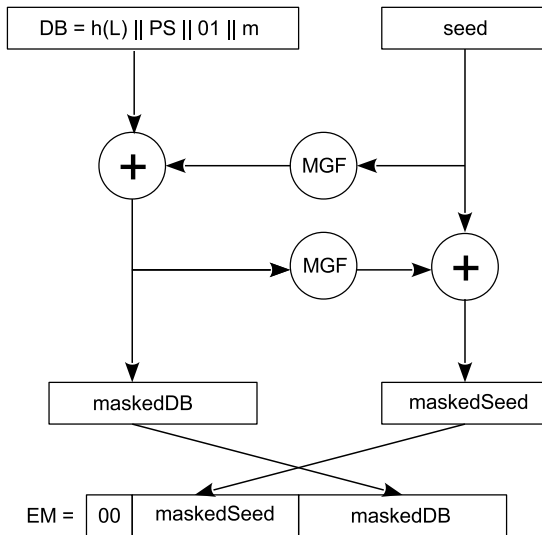 DB = h(L) || PS || 01 || m
seed
+
MGF
MGF
+
maskedDB
maskedSeed
EM = 00 maskedSeed maskedDB